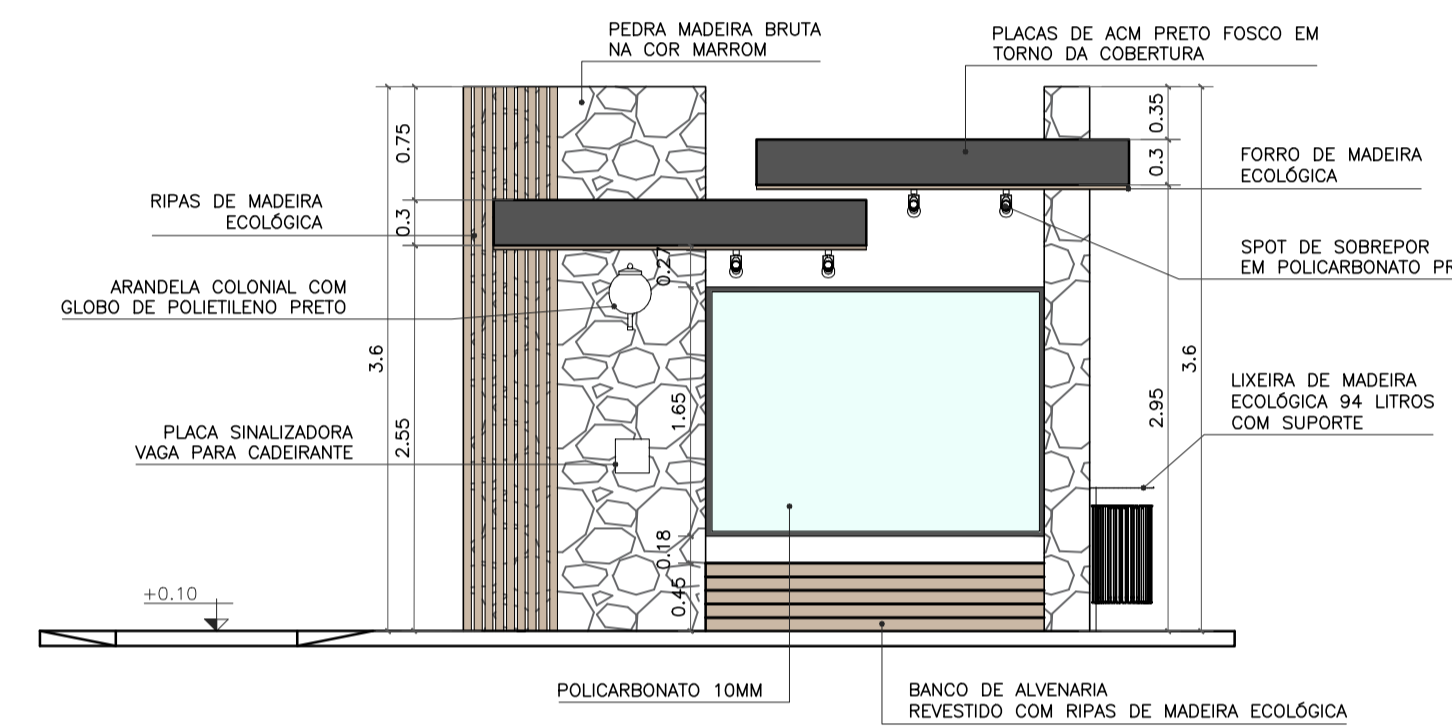 PEDRA MADEIRA BRUTA
NA COR MARROM
PLACAS DE ACM PRETO FOSCO EM
TORNO DA COBERTURA
0.75
0.35
0.3
FORRO DE MADEIRA
ECOLÓGICA
RIPAS DE MADEIRA
ECOLÓGICA
0.3
SPOT DE SOBREPOR
EM POLICARBONATO PR
0.27
ARANDELA COLONIAL COM
GLOBO DE POLIETILENO PRETO
3.6
3.6
LIXEIRA DE MADEIRA
ECOLÓGICA 94 LITROS
COM SUPORTE
1.65
2.95
PLACA SINALIZADORA
VAGA PARA CADEIRANTE
2.55
0.18
0.45
+0.10
POLICARBONATO 10MM
BANCO DE ALVENARIA
REVESTIDO COM RIPAS DE MADEIRA ECOLÓGICA